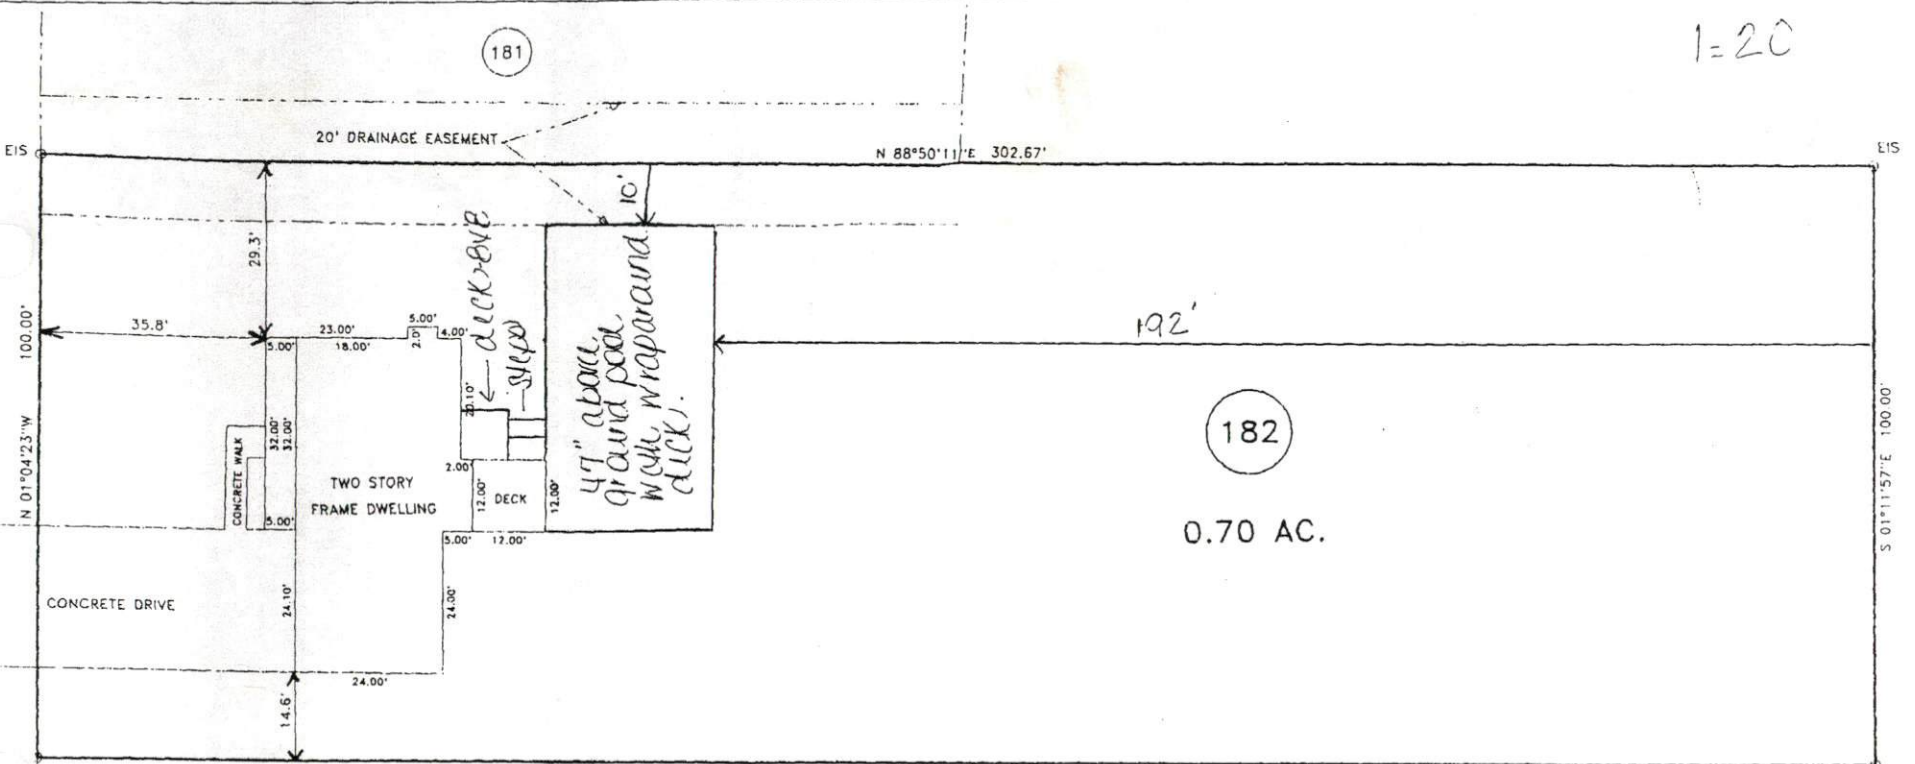 1=20
181
20' DRAINAGE EASEMENT
EIS
N 88°50'11"E 302.67'
EIS
10'
29.3'
deck-8x8
steps
100.00'
N 01°04'23"W
35.8'
23.00'
5.00'
4.00'
2.0'
5.00'
18.00'
20.10'
192'
47" above
ground pool
with wraparound
deck.
182
0.70 AC.
S 01°11'57"E 100.00'
32.00'
32.00'
CONCRETE WALK
5.00'
TWO STORY
FRAME DWELLING
2.00'
12.00'
DECK
12.00'
5.00'
12.00'
CONCRETE DRIVE
24.10'
24.00'
24.00'
14.6'